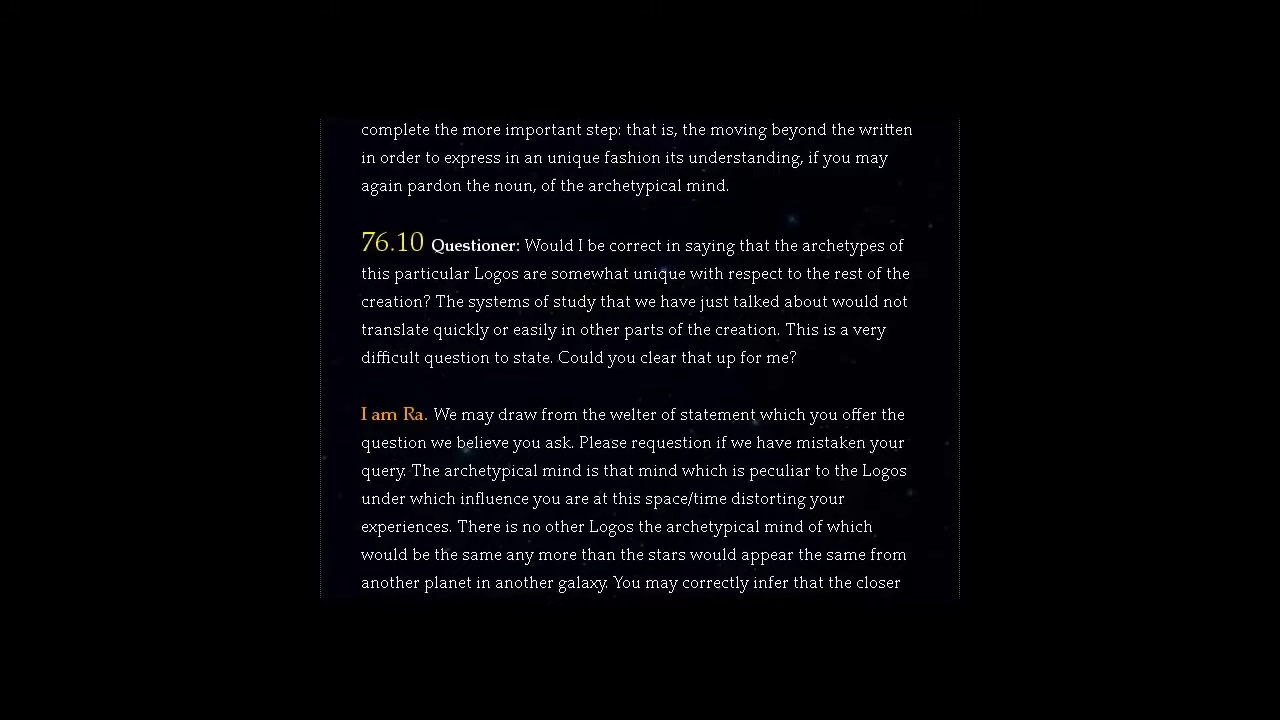 complete the more important step: that is, the moving beyond the written
in order to express in an unique fashion its understanding, if you may
again pardon the noun, of the archetypical mind.
76.10 Questioner: Would I be correct in saying that the archetypes of
this particular Logos are somewhat unique with respect to the rest of the
creation? The systems of study that we have just talked about would not
translate quickly or easily in other parts of the creation. This is a very
difficult question to state. Could you clear that up for me?
I am Ra. We may draw from the welter of statement which you offer the
question we believe you ask. Please requestion if we have mistaken your
query. The archetypical mind is that mind which is peculiar to the Logos
under which influence you are at this space/time distorting your
experiences. There is no other Logos the archetypical mind of which
would be the same any more than the stars would appear the same from
another planet in another galaxy. You may correctly infer that the closer